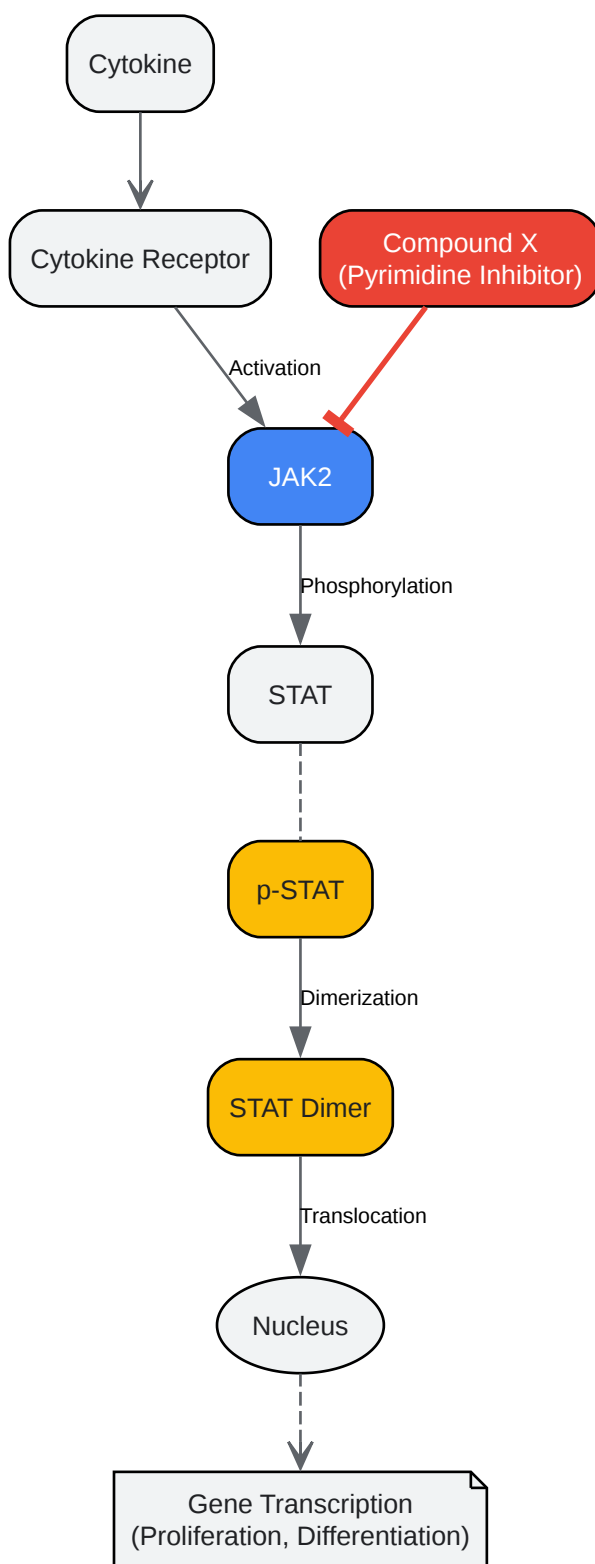 Cytokine
Cytokine Receptor
Compound X
(Pyrimidine Inhibitor)
Activation
JAK2
Phosphorylation
STAT
p-STAT
Dimerization
STAT Dimer
Translocation
Nucleus
Gene Transcription
(Proliferation, Differentiation)